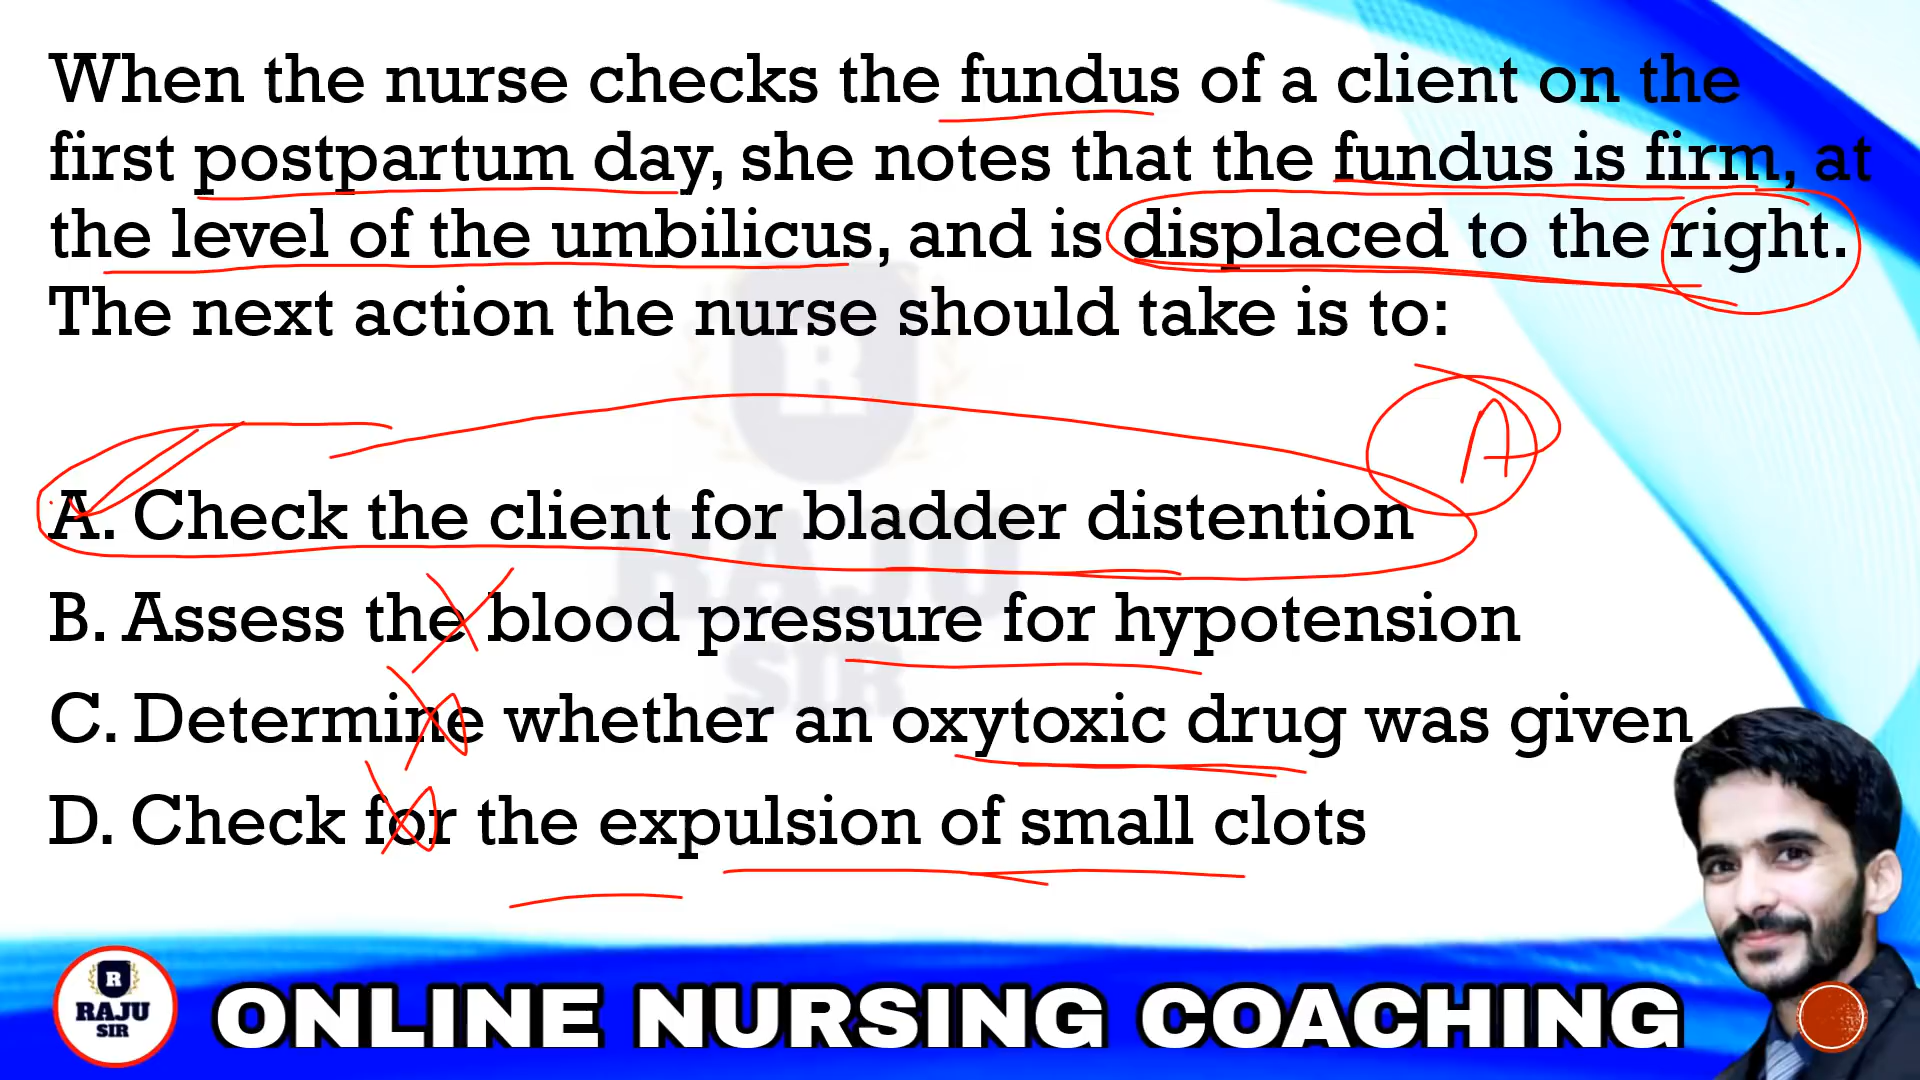 When the nurse checks the fundus of a client on the
first postpartum day, she notes that the fundus is firm, at
the level of the umbilicus, and is displaced to the right.
The next action the nurse should take is to:
A
A. Check the client for bladder distention
B. Assess the blood pressure for hypotension
C. Determine whether an oxytoxic drug was given
D. Check for the expulsion of small clots
R
RAJU
SIR
R
RAJU
SIR
ONLINE NURSING COACHING